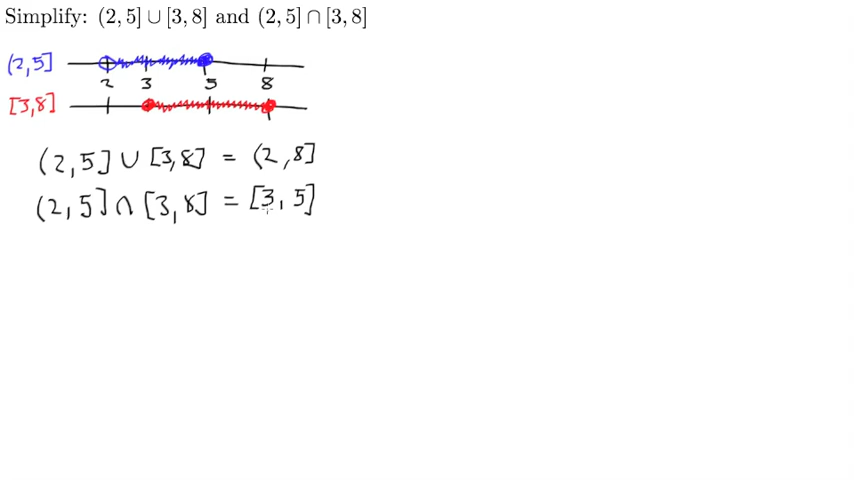 Simplify: (2, 5] ∪ [3, 8] and (2, 5] ∩ [3, 8]
(2,5]
2 3 5 8
[3,8]
(2,5] ∪ [3,8] = (2,8]
(2,5] ∩ [3,8] = [3,5]